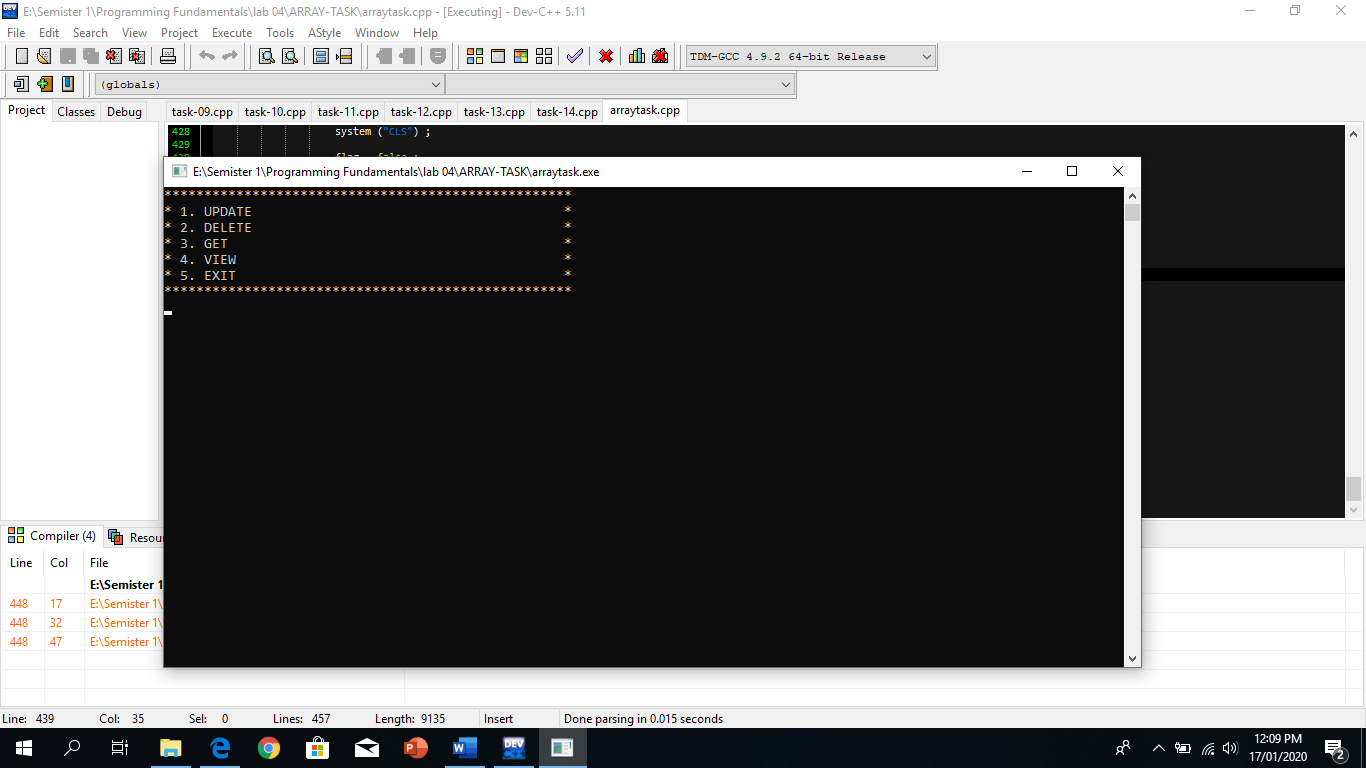 E:\Semister 1\Programming Fundamentals\lab 04\ARRAY-TASK\arraytask.cpp - [Executing] - Dev-C++ 5.11
File Edit Search View Project Execute Tools AStyle Window Help
TDM-GCC 4.9.2 64-bit Release
(globals)
Project Classes Debug
task-09.cpp task-10.cpp task-11.cpp task-12.cpp task-13.cpp task-14.cpp arraytask.cpp
428 system ("CLS") ;
429
E:\Semister 1\Programming Fundamentals\lab 04\ARRAY-TASK\arraytask.exe
***************************************************
* 1. UPDATE *
* 2. DELETE *
* 3. GET *
* 4. VIEW *
* 5. EXIT *
***************************************************
Compiler (4) Resou
Line Col File
E:\Semister 1
448 17 E:\Semister 1\
448 32 E:\Semister 1\
448 47 E:\Semister 1\
Line: 439 Col: 35 Sel: 0 Lines: 457 Length: 9135 Insert Done parsing in 0.015 seconds
DEV
12:09 PM
17/01/2020
2